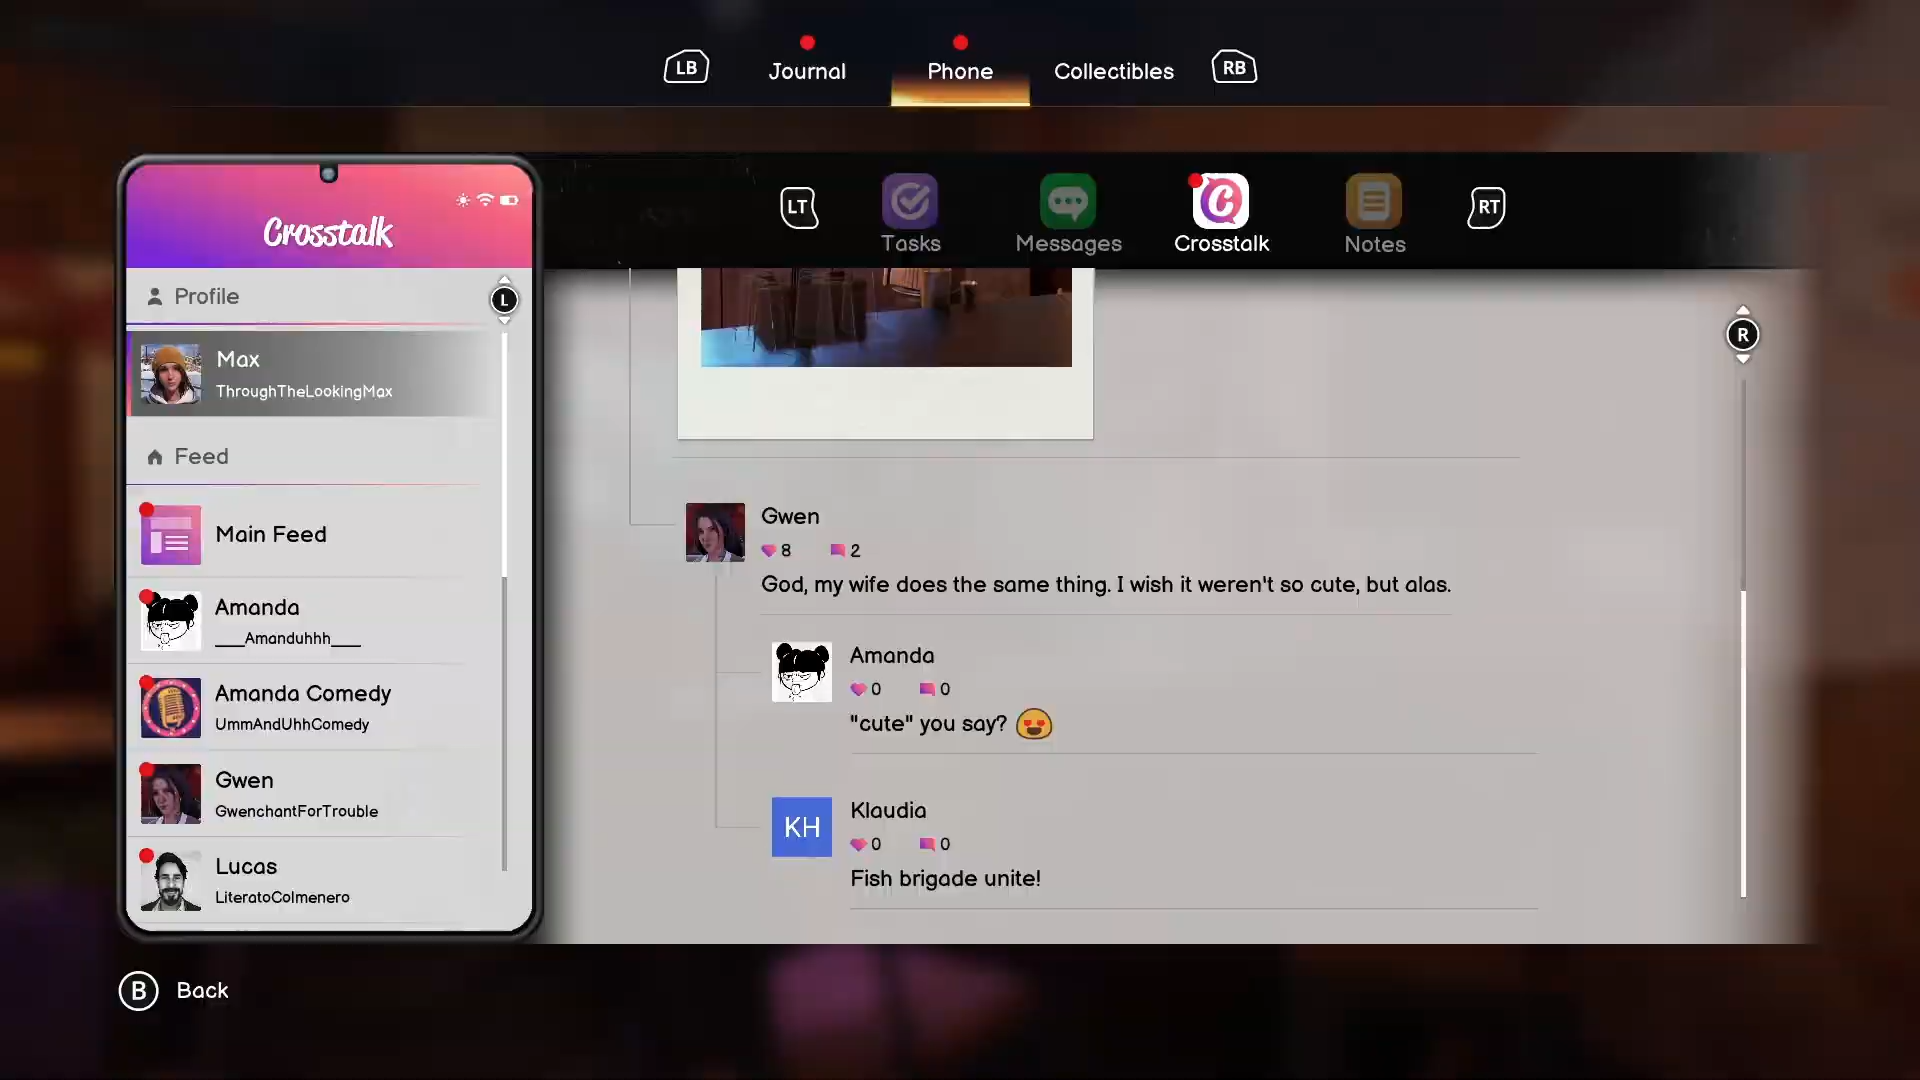 LB
Journal
Phone
Collectibles
RB
Crosstalk
LT
Tasks
Messages
Crosstalk
Notes
RT
Profile
L
Max
ThroughTheLookingMax
Feed
Main Feed
Amanda
___Amanduhhh___
Amanda Comedy
UmmAndUhhComedy
Gwen
GwenchantForTrouble
Lucas
LiteratoColmenero
R
Gwen
8 2
God, my wife does the same thing. I wish it weren't so cute, but alas.
Amanda
0 0
"cute" you say?
KH
Klaudia
0 0
Fish brigade unite!
B Back